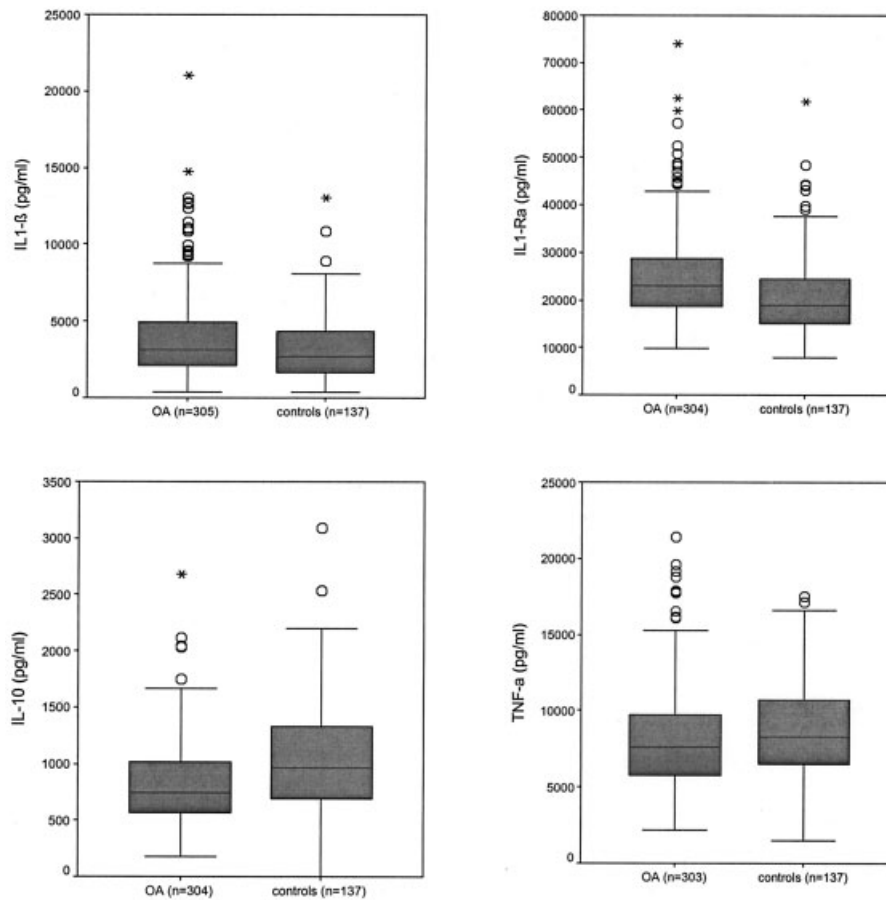 25000
20000
15000
10000
5000
0
IL1-ß (pg/ml)
OA (n=305)
controls (n=137)
80000
70000
60000
50000
40000
30000
20000
10000
0
IL1-Ra (pg/ml)
OA (n=304)
controls (n=137)
3500
3000
2500
2000
1500
1000
500
0
IL-10 (pg/ml)
OA (n=304)
controls (n=137)
25000
20000
15000
10000
5000
0
TNF-a (pg/ml)
OA (n=303)
controls (n=137)